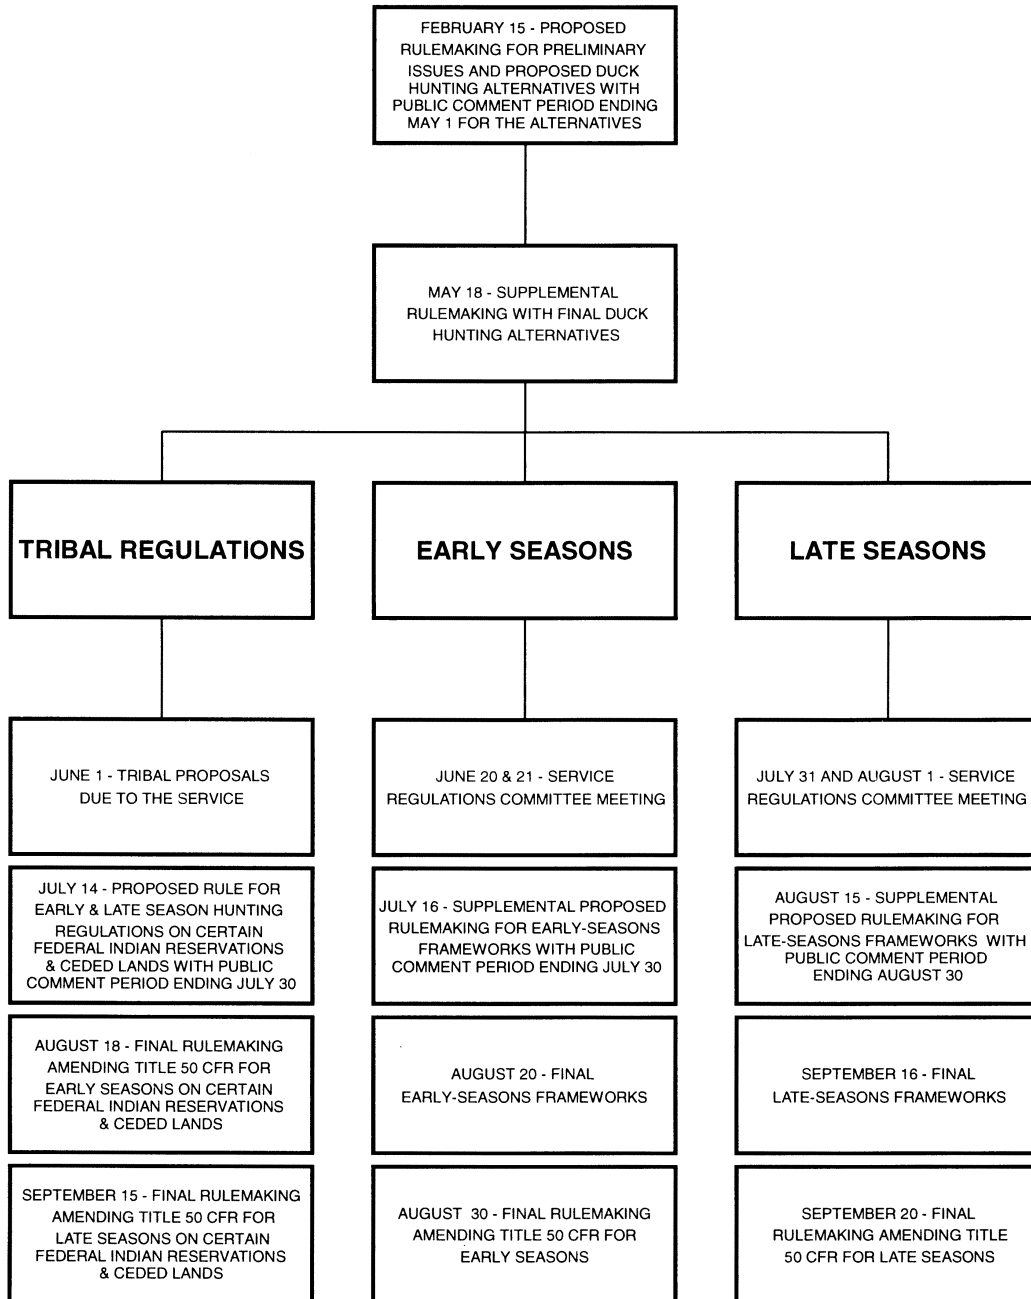 FEBRUARY 15 - PROPOSED
RULEMAKING FOR PRELIMINARY
ISSUES AND PROPOSED DUCK
HUNTING ALTERNATIVES WITH
PUBLIC COMMENT PERIOD ENDING
MAY 1 FOR THE ALTERNATIVES
MAY 18 - SUPPLEMENTAL
RULEMAKING WITH FINAL DUCK
HUNTING ALTERNATIVES
TRIBAL REGULATIONS
JUNE 1 - TRIBAL PROPOSALS
DUE TO THE SERVICE
JULY 14 - PROPOSED RULE FOR
EARLY & LATE SEASON HUNTING
REGULATIONS ON CERTAIN
FEDERAL INDIAN RESERVATIONS
& CEDED LANDS WITH PUBLIC
COMMENT PERIOD ENDING JULY 30
AUGUST 18 - FINAL RULEMAKING
AMENDING TITLE 50 CFR FOR
EARLY SEASONS ON CERTAIN
FEDERAL INDIAN RESERVATIONS
& CEDED LANDS
SEPTEMBER 15 - FINAL RULEMAKING
AMENDING TITLE 50 CFR FOR
LATE SEASONS ON CERTAIN
FEDERAL INDIAN RESERVATIONS
& CEDED LANDS
EARLY SEASONS
JUNE 20 & 21 - SERVICE
REGULATIONS COMMITTEE MEETING
JULY 16 - SUPPLEMENTAL PROPOSED
RULEMAKING FOR EARLY-SEASONS
FRAMEWORKS WITH PUBLIC
COMMENT PERIOD ENDING JULY 30
AUGUST 20 - FINAL
EARLY-SEASONS FRAMEWORKS
AUGUST 30 - FINAL RULEMAKING
AMENDING TITLE 50 CFR FOR
EARLY SEASONS
LATE SEASONS
JULY 31 AND AUGUST 1 - SERVICE
REGULATIONS COMMITTEE MEETING
AUGUST 15 - SUPPLEMENTAL
PROPOSED RULEMAKING FOR
LATE-SEASONS FRAMEWORKS WITH
PUBLIC COMMENT PERIOD
ENDING AUGUST 30
SEPTEMBER 16 - FINAL
LATE-SEASONS FRAMEWORKS
SEPTEMBER 20 - FINAL
RULEMAKING AMENDING TITLE
50 CFR FOR LATE SEASONS